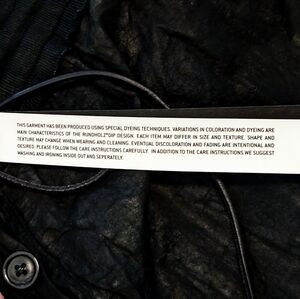 THIS GARMENT HAS BEEN PRODUCED USING SPECIAL DYEING TECHNIQUES. VARIATIONS IN COLORATION AND DYEING ARE
MAIN CHARACTERISTICS OF THE RUNDHOLZ*DIP DESIGN. EACH ITEM MAY DIFFER IN SIZE AND TEXTURE. SHAPE AND
TEXTURE MAY CHANGE WHEN WEARING AND CLEANING. EVENTUAL DISCOLORATION AND FADING ARE INTENTIONAL AND
DESIRED. PLEASE FOLLOW THE CARE INSTRUCTIONS CAREFULLY. IN ADDITION TO THE CARE INSTRUCTIONS WE SUGGEST
WASHING AND IRONING INSIDE OUT AND SEPERATELY.